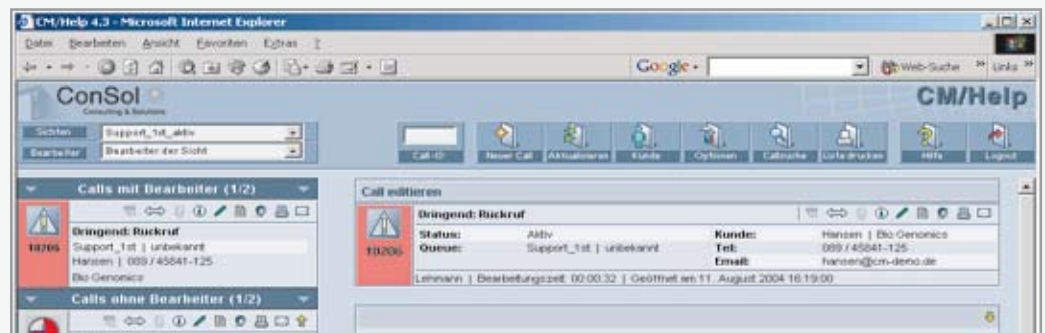 CM/Help 4.3 - Microsoft Internet Explorer
Datei Bearbeiten Ansicht Favoriten Extras ?
Google Web-Suche Links
ConSol
Consulting & Solutions
CM/Help
Sichten Support_1st_aktiv
Bearbeiter Bearbeiter der Sicht
Call-ID Neuer Call Aktualisieren Kunde Optionen Callsuche Liste drucken Hilfe Logout
Calls mit Bearbeiter (1/2)
Dringend: Rückruf
10206
Support_1st | unbekannt
Hansen | 089 / 45841-125
Bio Genomics
Calls ohne Bearbeiter (1/2)
Call editieren
Dringend: Rückruf
10206
Status: Aktiv Kunde: Hansen | Bio Genomics
Queue: Support_1st | unbekannt Tel: 089 / 45841-125
Email: hansen@cm-demo.de
Lehmann | Bearbeitungszeit 00:00:32 | Geöffnet am 11. August 2004 16:19:00